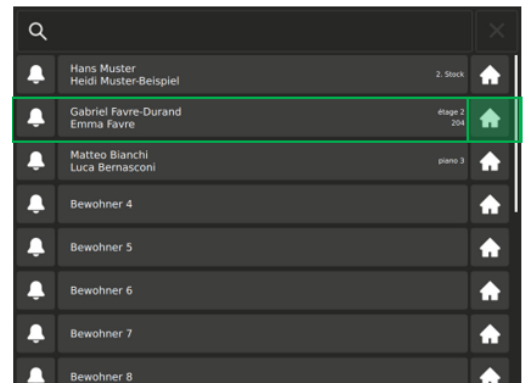 Hans Muster
Heidi Muster-Beispiel
2. Stock
Gabriel Favre-Durand
Emma Favre
étage 2
204
Matteo Bianchi
Luca Bernasconi
piano 3
Bewohner 4
Bewohner 5
Bewohner 6
Bewohner 7
Bewohner 8